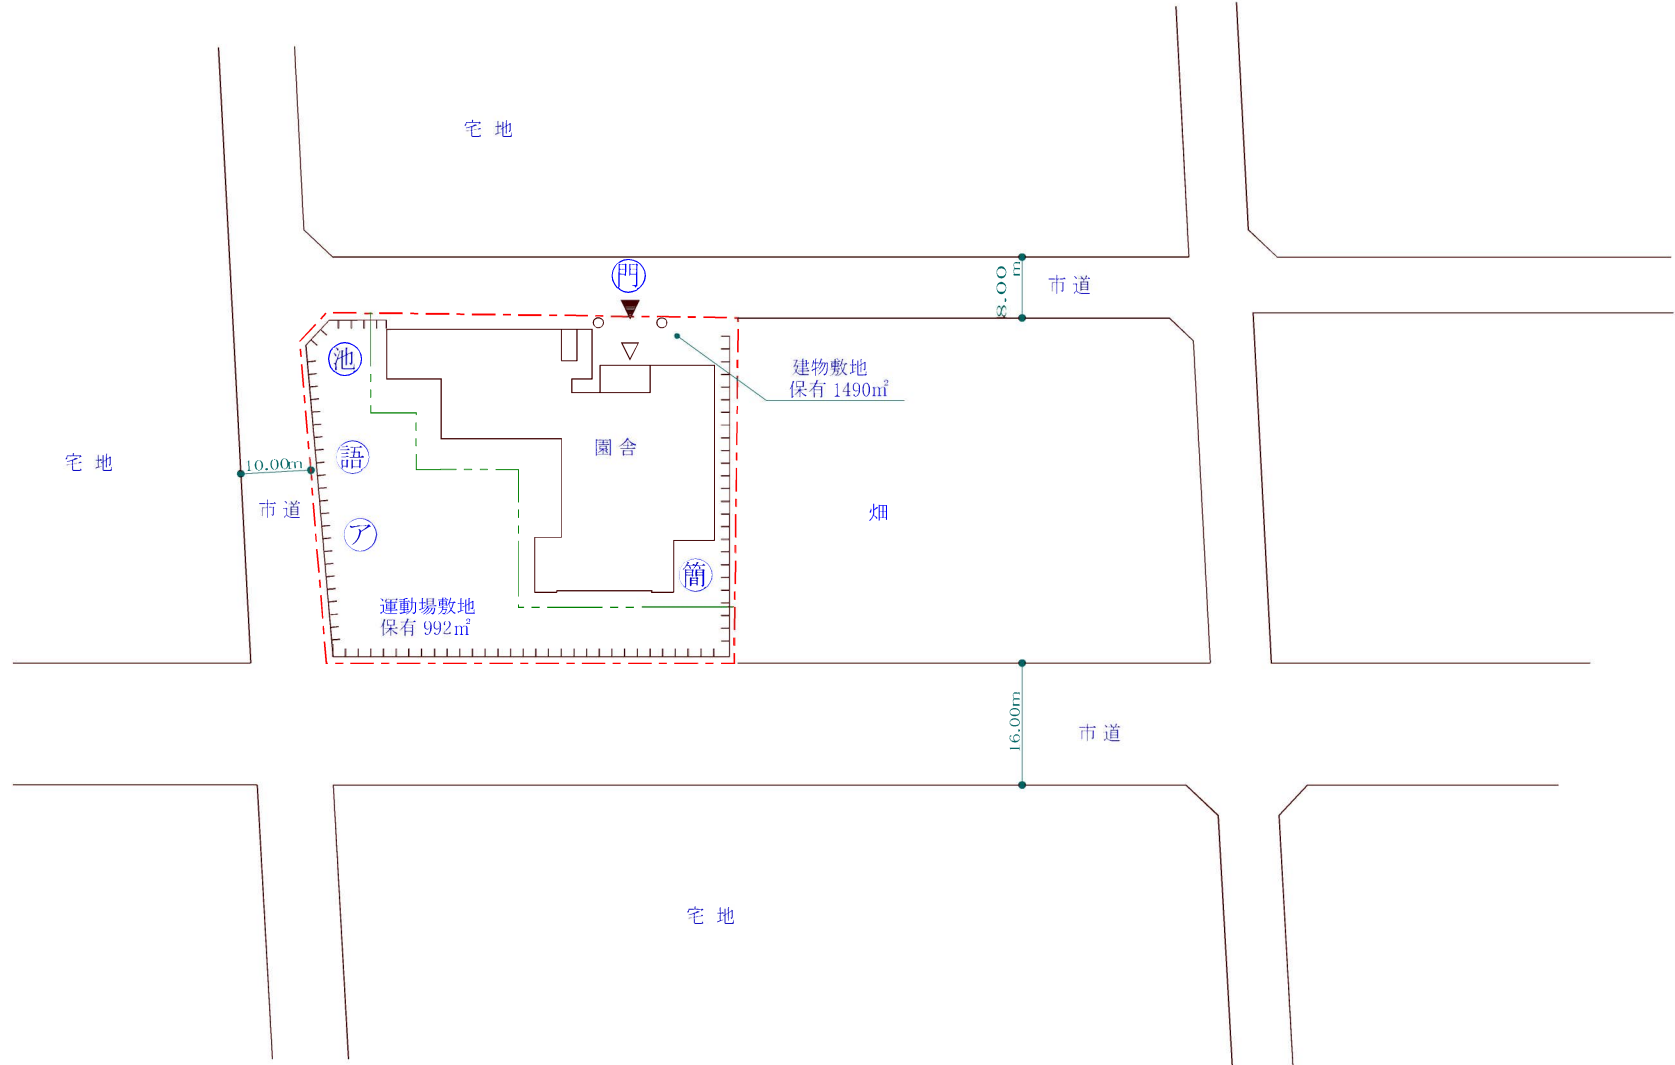 宅 地
門
8.00m
市 道
池
建物敷地
保有 1490㎡
語
園 舎
宅 地
10.00m
市 道
畑
ア
簡
運動場敷地
保有 992㎡
16.00m
市 道
宅 地